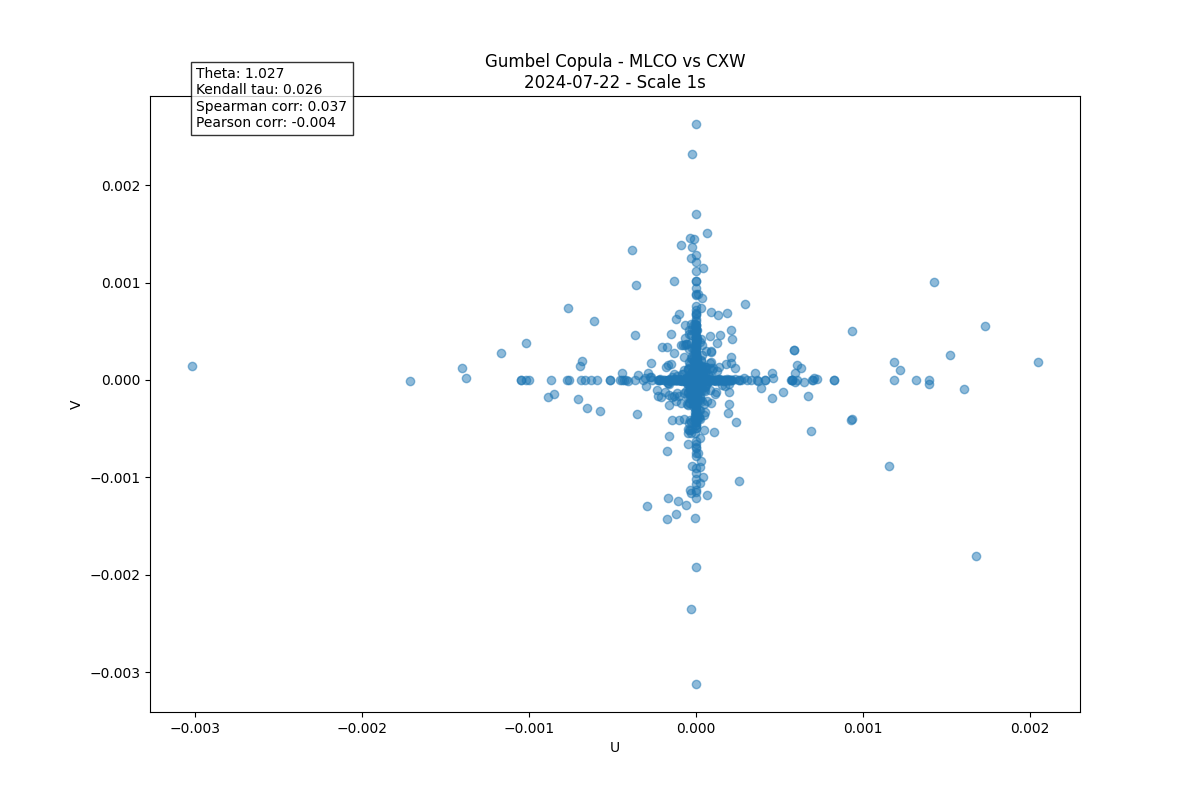 Gumbel Copula - MLCO vs CXW
2024-07-22 - Scale 1s
Theta: 1.027
Kendall tau: 0.026
Spearman corr: 0.037
Pearson corr: -0.004
0.002
0.001
0.000
−0.001
−0.002
−0.003
V
−0.003 −0.002 −0.001 0.000 0.001 0.002
U